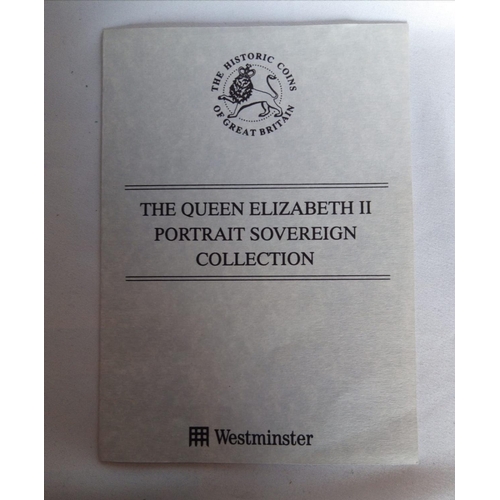 THE HISTORIC COINS
OF GREAT BRITAIN
THE QUEEN ELIZABETH II
PORTRAIT SOVEREIGN
COLLECTION
Westminster